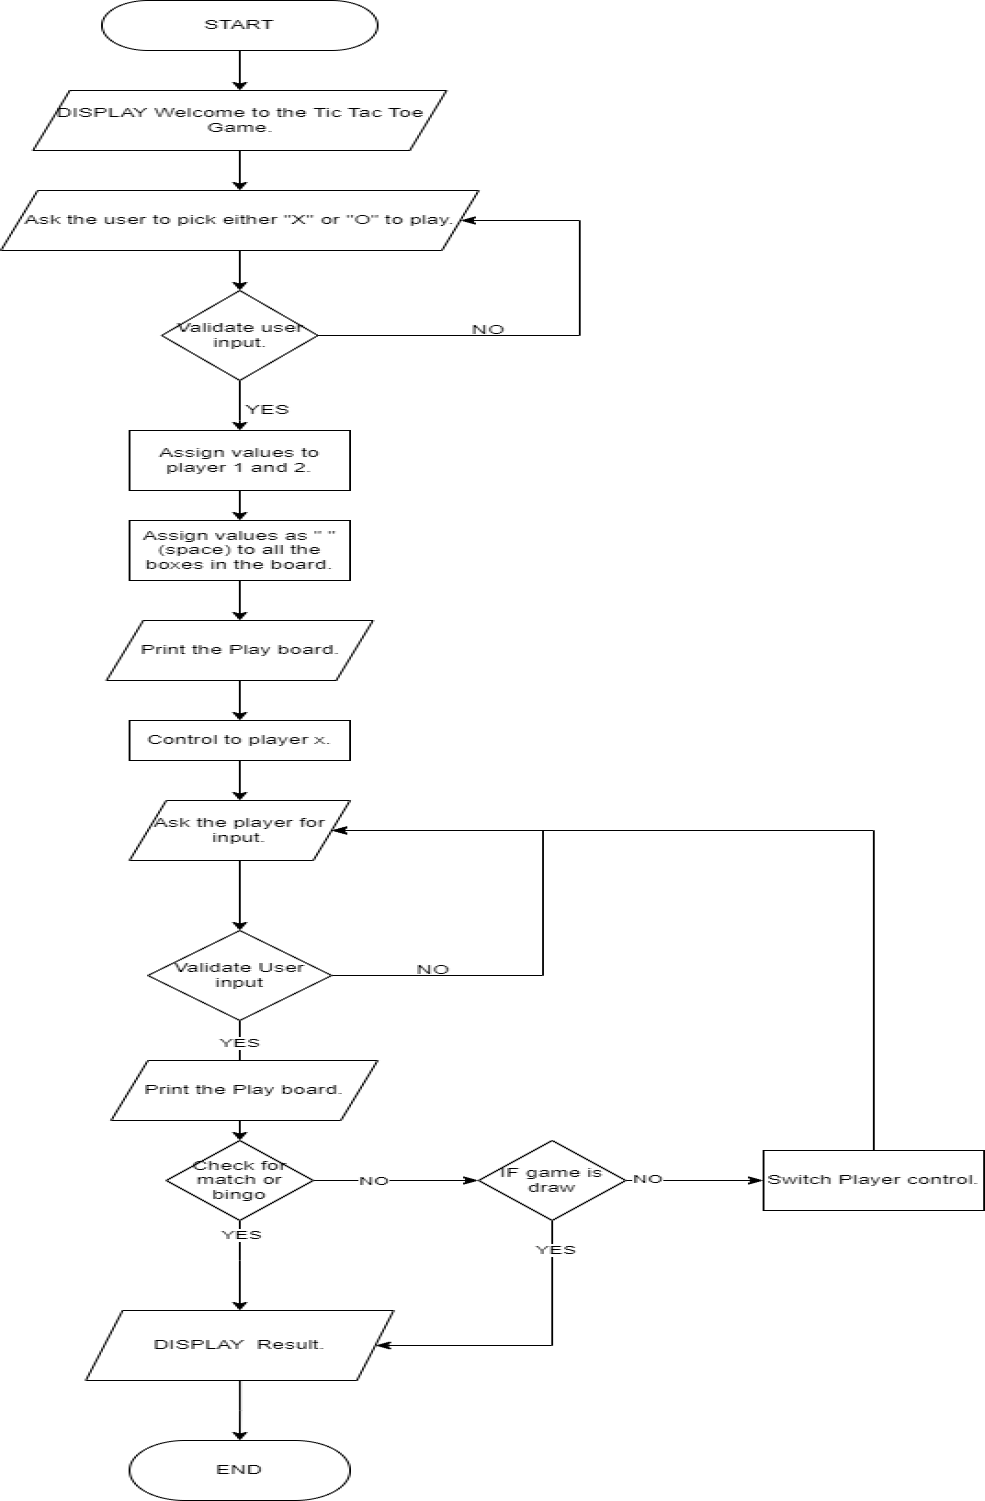 START
DISPLAY Welcome to the Tic Tac Toe
Game.
Ask the user to pick either "X" or "O" to play.
Validate user
input.
NO
YES
Assign values to
player 1 and 2.
Assign values as " "
(space) to all the
boxes in the board.
Print the Play board.
Control to player x.
Ask the player for
input.
Validate User
input
NO
YES
Print the Play board.
Check for
match or
bingo
NO
IF game is
draw
NO
Switch Player control.
YES
YES
DISPLAY  Result.
END